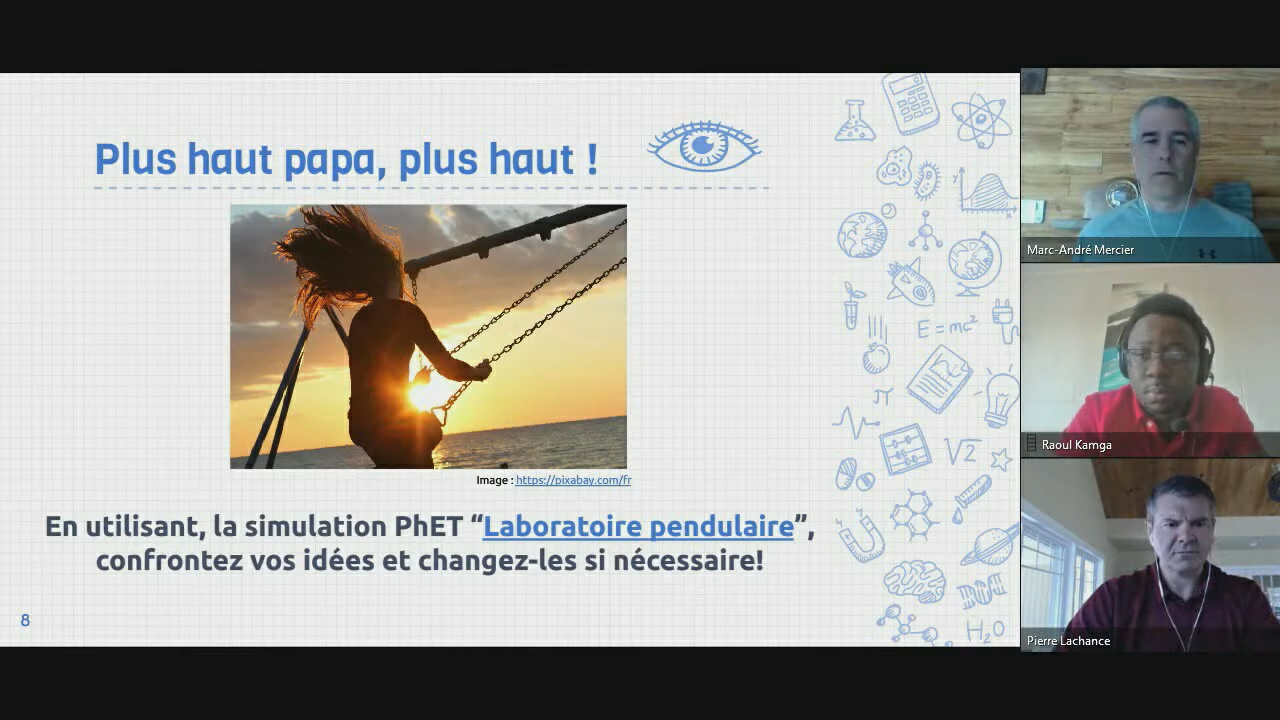 Plus haut papa, plus haut !
Image : https://pixabay.com/fr
En utilisant, la simulation PhET “Laboratoire pendulaire”,
confrontez vos idées et changez-les si nécessaire!
8
E=mc²
π
√2
H₂O
Marc-André Mercier
Raoul Kamga
Pierre Lachance